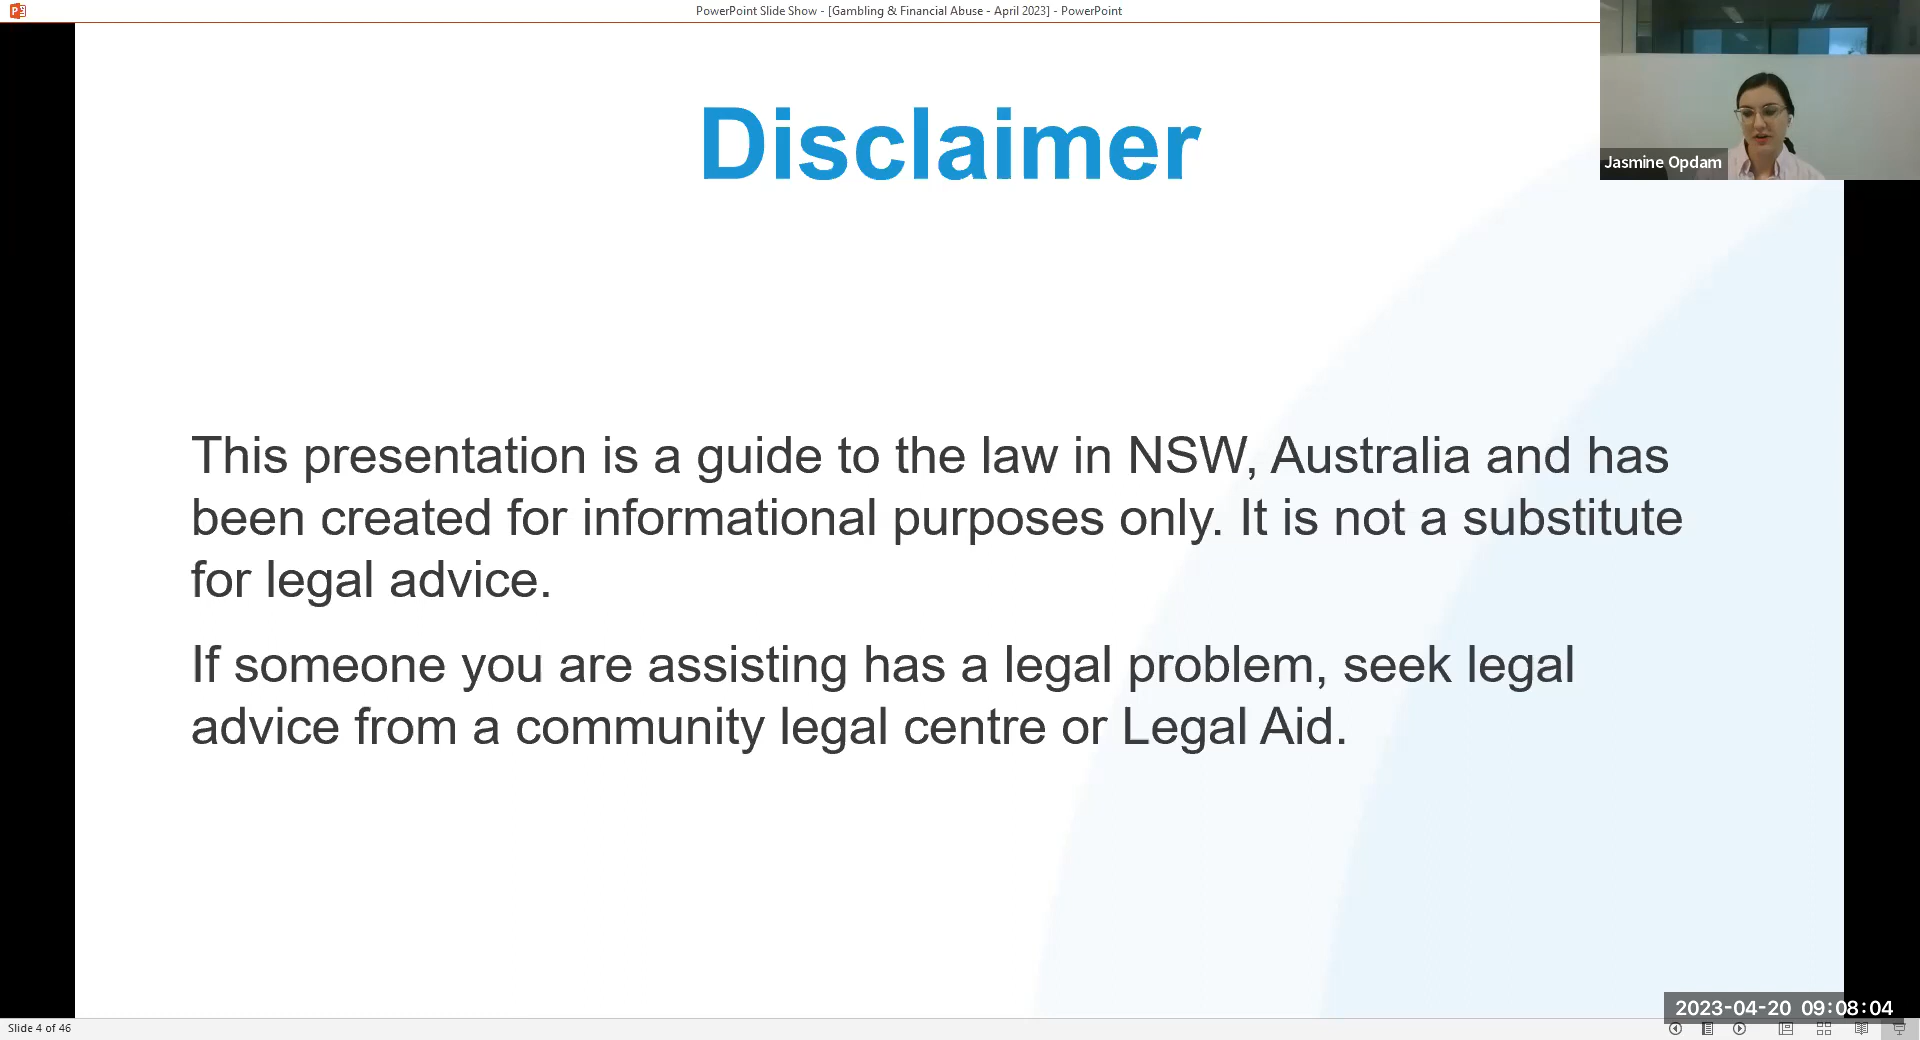 PowerPoint Slide Show - [Gambling & Financial Abuse - April 2023] - PowerPoint
Jasmine Opdam
Disclaimer
This presentation is a guide to the law in NSW, Australia and has
been created for informational purposes only. It is not a substitute
for legal advice.
If someone you are assisting has a legal problem, seek legal
advice from a community legal centre or Legal Aid.
2023-04-20 09:08:04
Slide 4 of 46